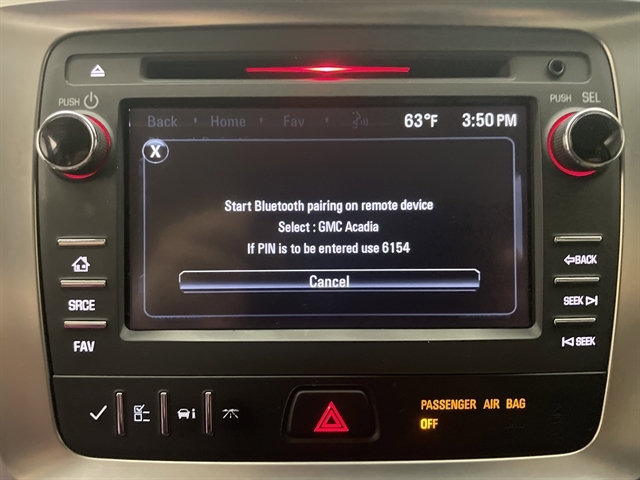 PUSH
PUSH SEL
Back Home Fav
63°F 3:50 PM
X
Start Bluetooth pairing on remote device
Select : GMC Acadia
If PIN is to be entered use 6154
Cancel
BACK
SRCE
SEEK
FAV
SEEK
PASSENGER AIR BAG
OFF